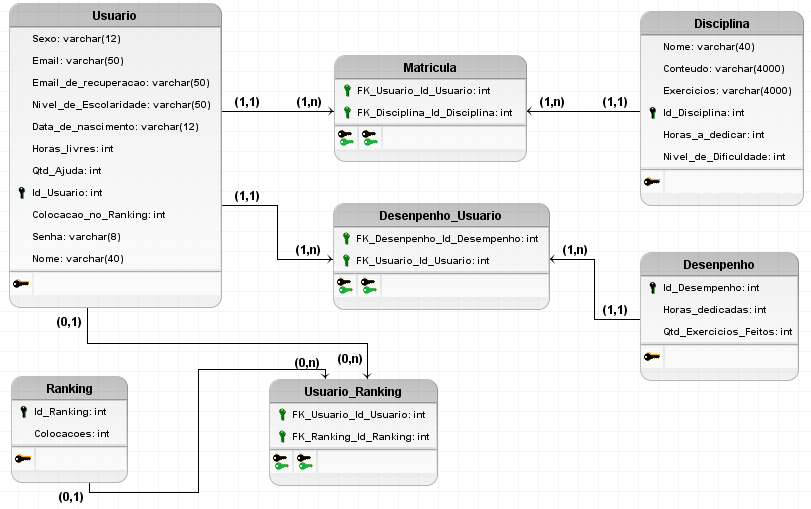 Usuario
Sexo: varchar(12)
Email: varchar(50)
Email_de_recuperacao: varchar(50)
Nivel_de_Escolaridade: varchar(50)
Data_de_nascimento: varchar(12)
Horas_livres: int
Qtd_Ajuda: int
Id_Usuario: int
Colocacao_no_Ranking: int
Senha: varchar(8)
Nome: varchar(40)
(1,1)
(1,n)
Matricula
FK_Usuario_Id_Usuario: int
FK_Disciplina_Id_Disciplina: int
(1,n)
(1,1)
Disciplina
Nome: varchar(40)
Conteudo: varchar(4000)
Exercicios: varchar(4000)
Id_Disciplina: int
Horas_a_dedicar: int
Nivel_de_Dificuldade: int
(1,1)
(1,n)
Desenpenho_Usuario
FK_Desenpenho_Id_Desempenho: int
FK_Usuario_Id_Usuario: int
(1,n)
(1,1)
Desenpenho
Id_Desempenho: int
Horas_dedicadas: int
Qtd_Exercicios_Feitos: int
(0,1)
(0,n)
(0,n)
Ranking
Id_Ranking: int
Colocacoes: int
(0,1)
Usuario_Ranking
FK_Usuario_Id_Usuario: int
FK_Ranking_Id_Ranking: int